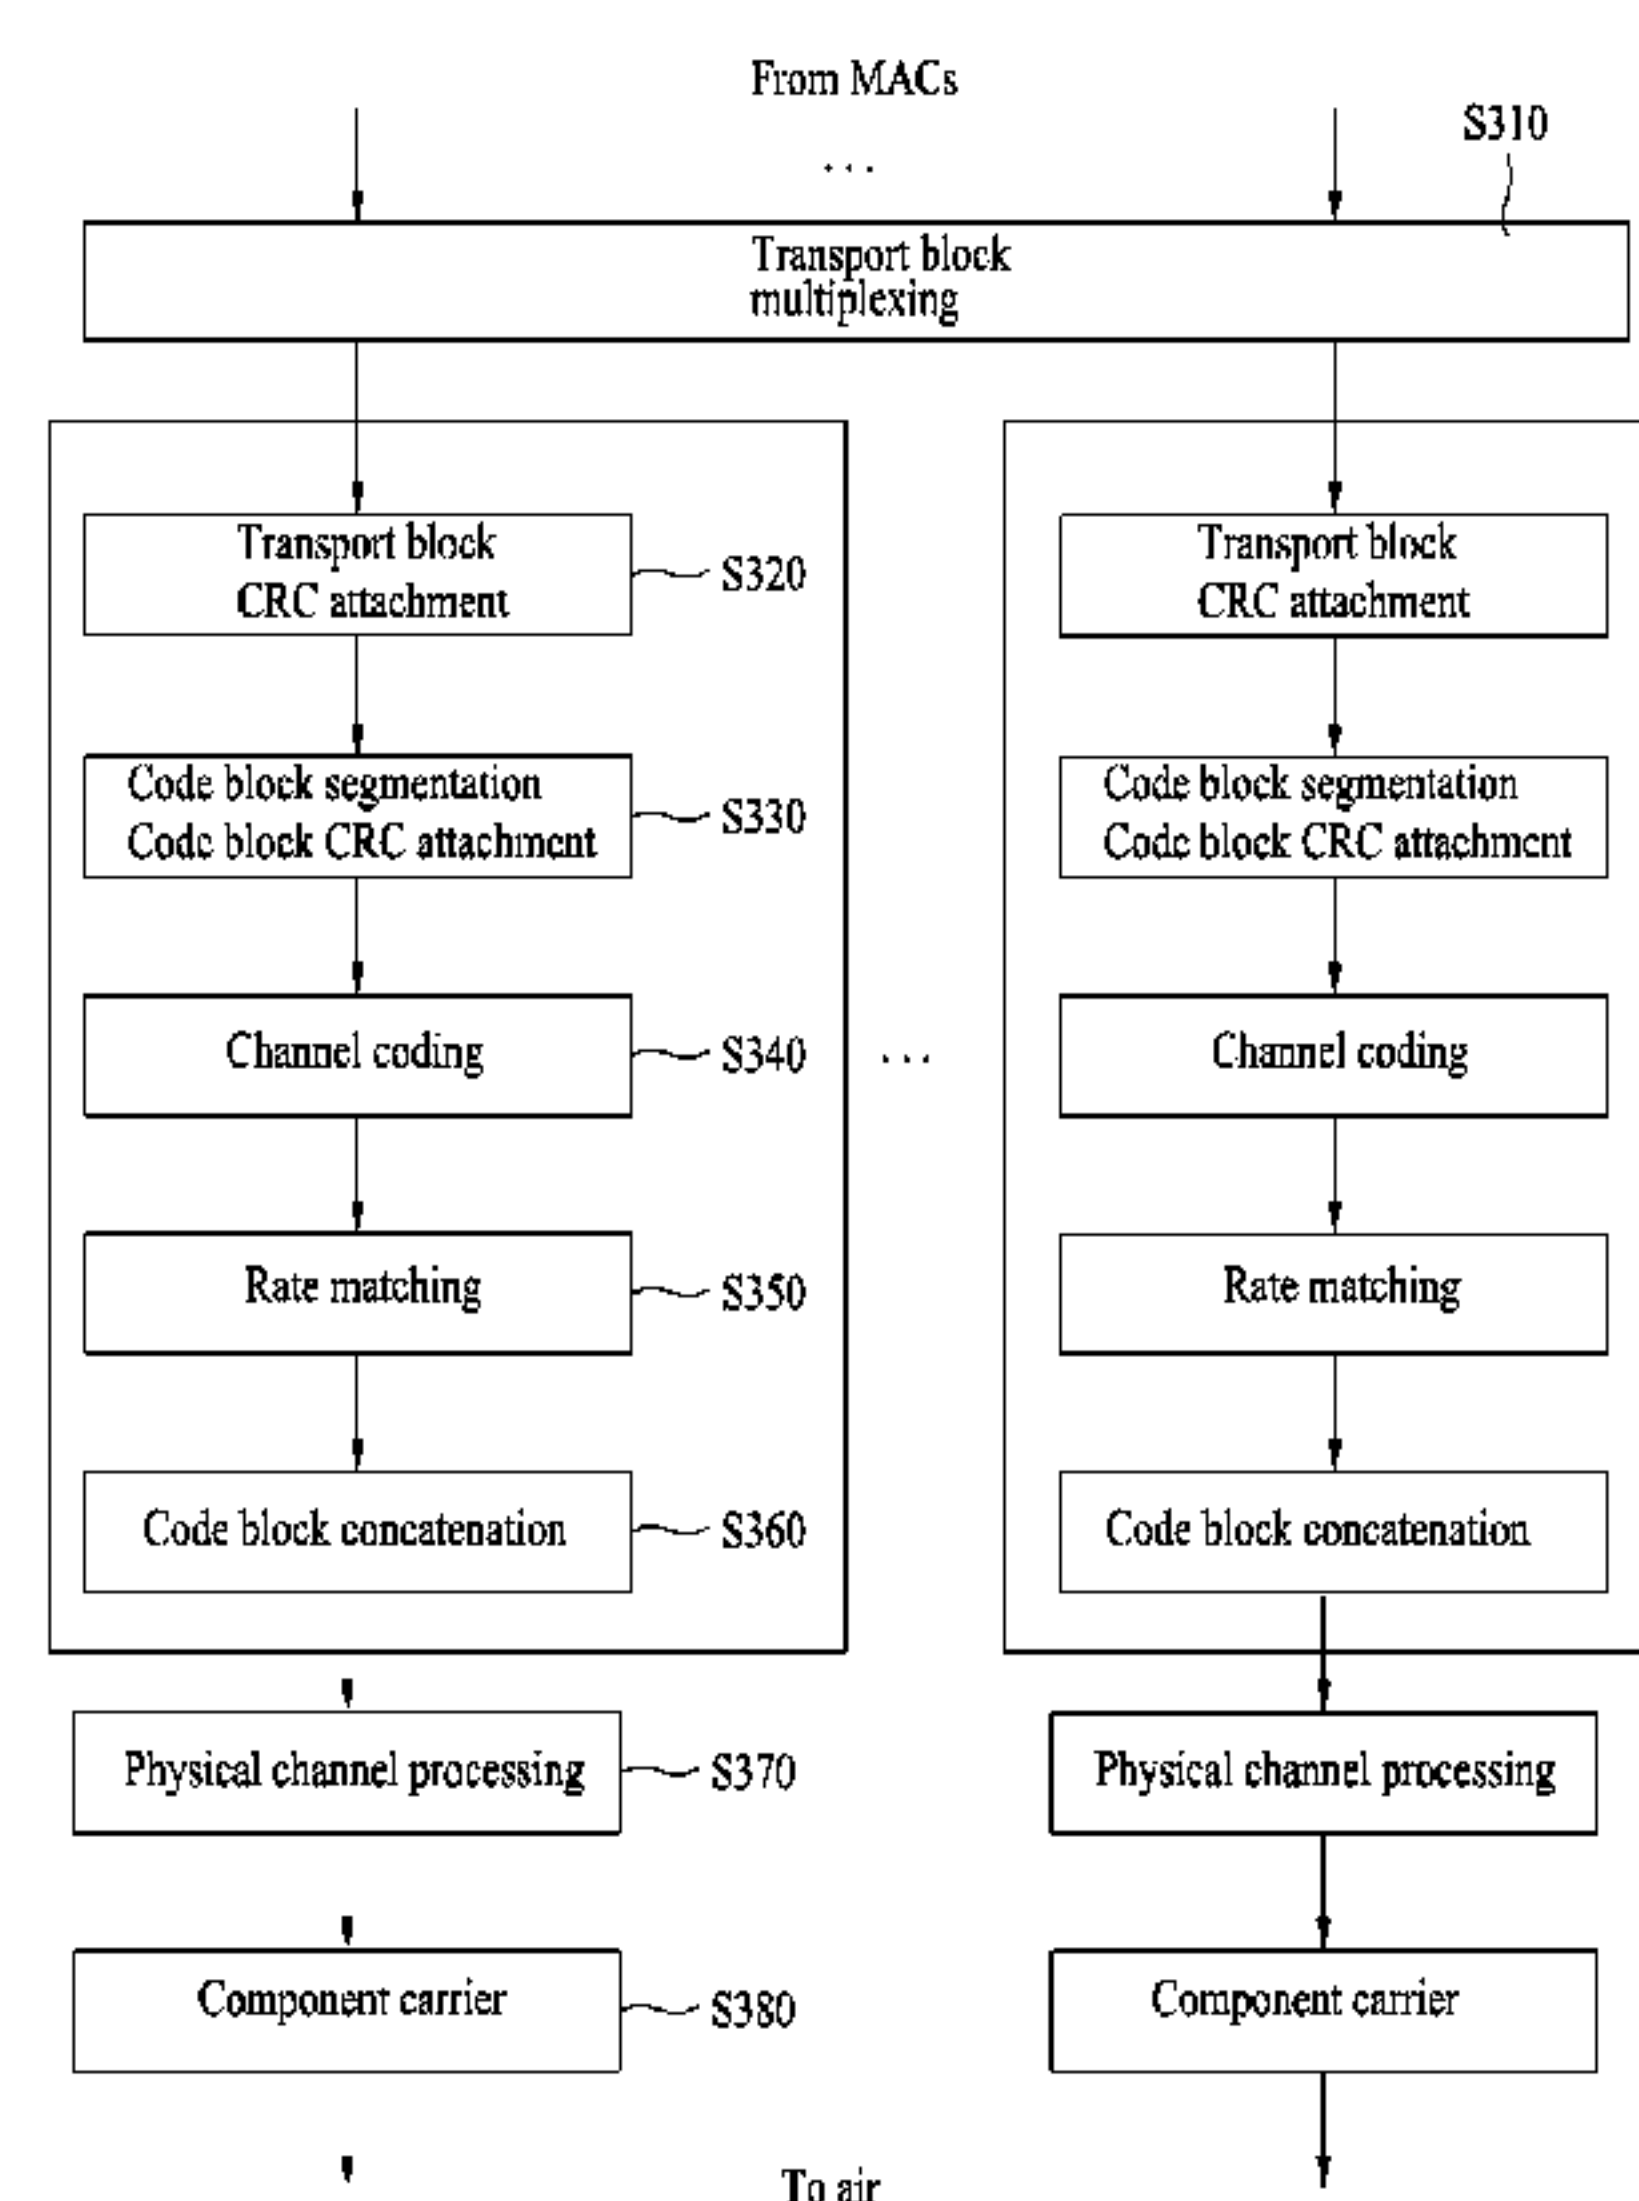 From MACs
S310
...
Transport block
multiplexing
Transport block
CRC attachment
S320
Transport block
CRC attachment
Code block segmentation
Code block CRC attachment
S330
Code block segmentation
Code block CRC attachment
Channel coding
S340
...
Channel coding
Rate matching
S350
Rate matching
Code block concatenation
S360
Code block concatenation
Physical channel processing
S370
Physical channel processing
Component carrier
S380
Component carrier
To air